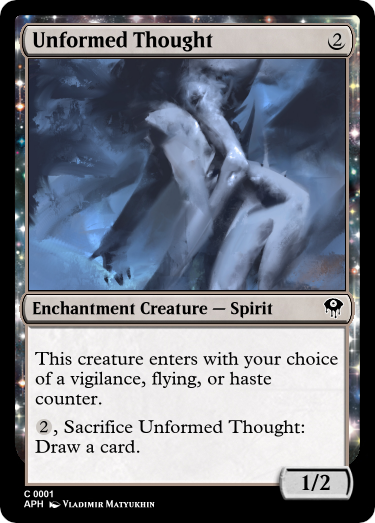 Unformed Thought 2
Enchantment Creature — Spirit
This creature enters with your choice
of a vigilance, flying, or haste
counter.
2, Sacrifice Unformed Thought:
Draw a card.
1/2
C 0001
APH Vladimir Matyukhin